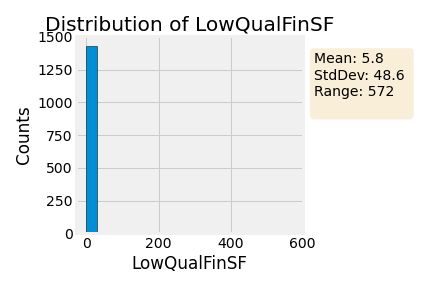 Distribution of LowQualFinSF
1500
1250
1000
750
500
250
0
Counts
0 200 400 600
LowQualFinSF
Mean: 5.8
StdDev: 48.6
Range: 572